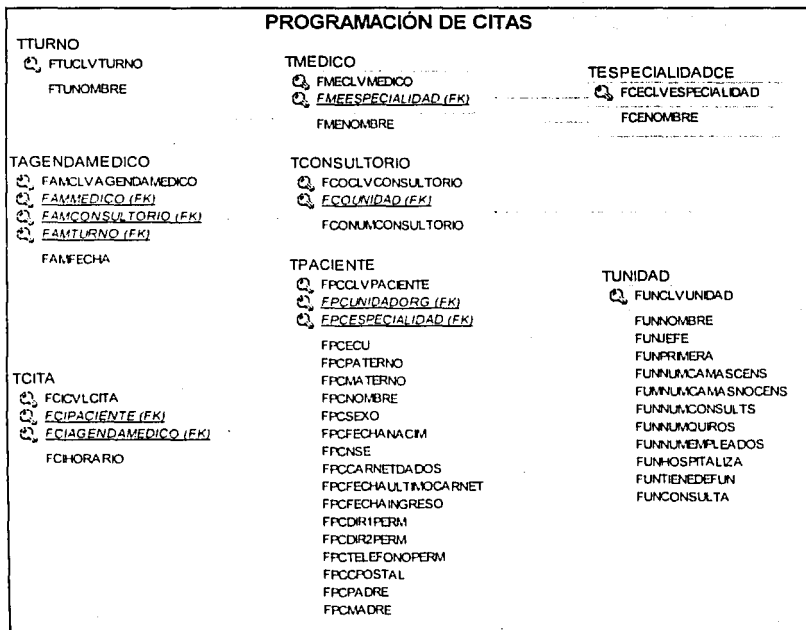 PROGRAMACIÓN DE CITAS
TTURNO
FTUCLVTURNO
FTUNOMBRE
TMEDICO
FMECLVMEDICO
FMEESPECIALIDAD (FK)
FMENOMBRE
TESPECIALIDADCE
FCECLVESPECIALIDAD
FCENOMBRE
TAGENDAMEDICO
FAMCLVAGENDAMEDICO
FAMMEDICO (FK)
FAMCONSULTORIO (FK)
FAMTURNO (FK)
FAMFECHA
TCONSULTORIO
FCOCLVCONSULTORIO
FCOUNIDAD (FK)
FCONUMCONSULTORIO
TPACIENTE
FPCCLVPACIENTE
FPCUNIDADORG (FK)
FPCESPECIALIDAD (FK)
FPCECU
FPCPATERNO
FPCMATERNO
FPCNOMBRE
FPCSEXO
FPCFECHANACIM
FPCNSE
FPCCARNETDADOS
FPCFECHAULTIMOCARNET
FPCFECHAINGRESO
FPCDIR1PERM
FPCDIR2PERM
FPCTELEFONOPERM
FPCCPOSTAL
FPCPADRE
FPCMADRE
TUNIDAD
FUNCLVUNIDAD
FUNNOMBRE
FUNJEFE
FUNPRIMERA
FUNNUMCAMASCENS
FUMNUMCAMASNOCENS
FUNNUMCONSULTS
FUNNUMQUIROS
FUNNUMEMPLEADOS
FUNHOSPITALIZA
FUNTIENEDEFUN
FUNCONSULTA
TCITA
FCICVLCITA
FCIPACIENTE (FK)
FCIAGENDAMEDICO (FK)
FCIHORARIO